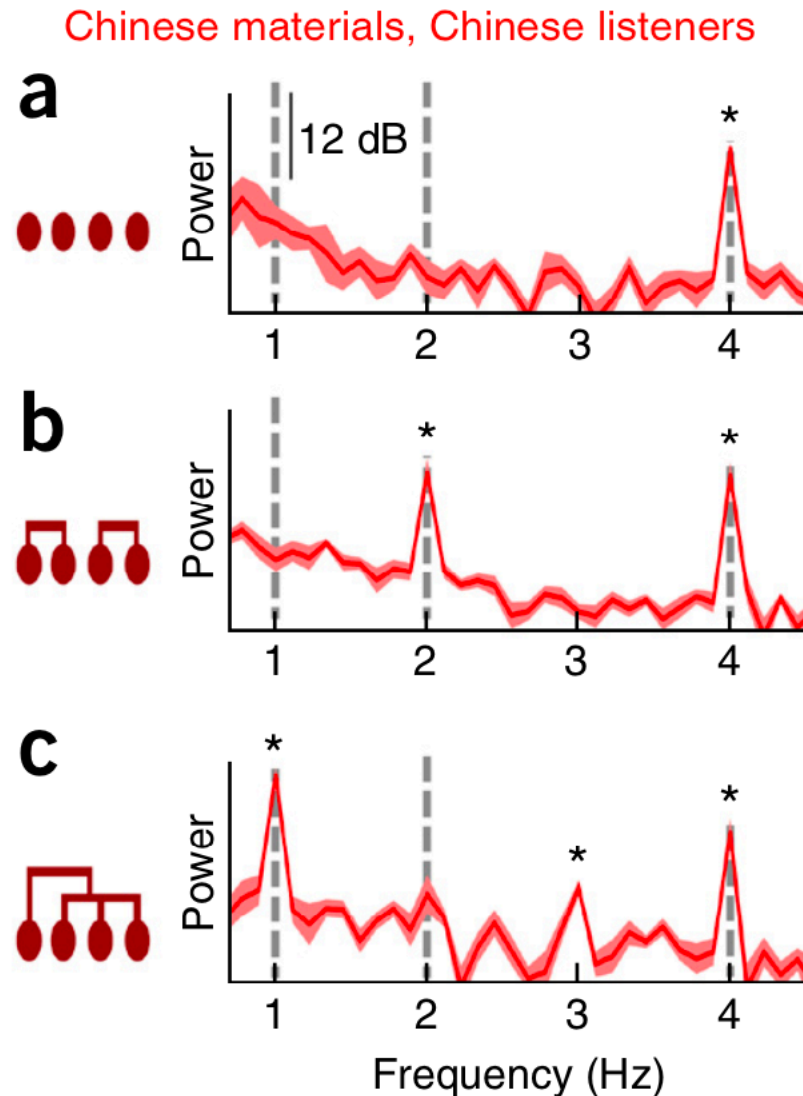 Chinese materials, Chinese listeners
a
12 dB
*
Power
1 2 3 4
b
* *
Power
1 2 3 4
c
* * *
Power
1 2 3 4
Frequency (Hz)